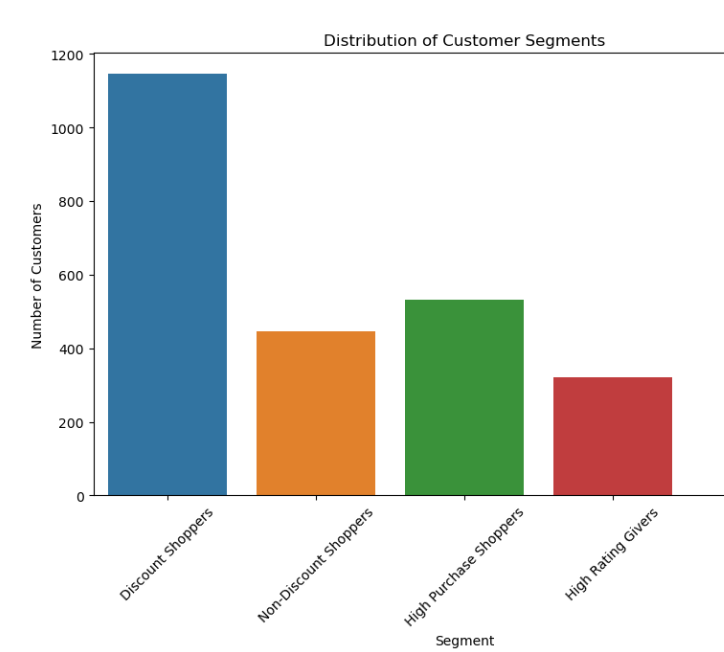 Distribution of Customer Segments
1200
1000
800
600
400
200
0
Number of Customers
Discount Shoppers
Non-Discount Shoppers
High Purchase Shoppers
High Rating Givers
Segment